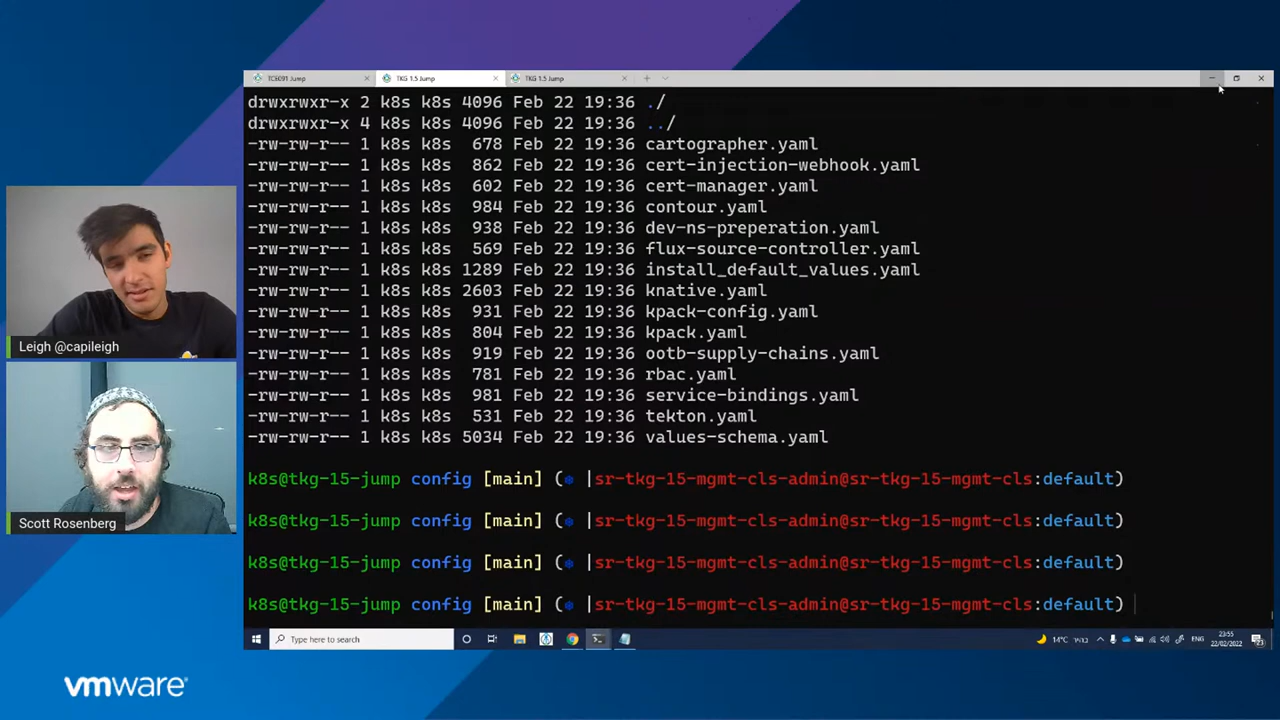 TCE091 Jump
TKG 1.5 Jump
TKG 1.5 Jump
drwxrwxr-x 2 k8s k8s 4096 Feb 22 19:36 ./
drwxrwxr-x 4 k8s k8s 4096 Feb 22 19:36 ../
-rw-rw-r-- 1 k8s k8s 678 Feb 22 19:36 cartographer.yaml
-rw-rw-r-- 1 k8s k8s 862 Feb 22 19:36 cert-injection-webhook.yaml
-rw-rw-r-- 1 k8s k8s 602 Feb 22 19:36 cert-manager.yaml
-rw-rw-r-- 1 k8s k8s 984 Feb 22 19:36 contour.yaml
-rw-rw-r-- 1 k8s k8s 938 Feb 22 19:36 dev-ns-preperation.yaml
-rw-rw-r-- 1 k8s k8s 569 Feb 22 19:36 flux-source-controller.yaml
-rw-rw-r-- 1 k8s k8s 1289 Feb 22 19:36 install_default_values.yaml
-rw-rw-r-- 1 k8s k8s 2603 Feb 22 19:36 knative.yaml
-rw-rw-r-- 1 k8s k8s 931 Feb 22 19:36 kpack-config.yaml
-rw-rw-r-- 1 k8s k8s 804 Feb 22 19:36 kpack.yaml
-rw-rw-r-- 1 k8s k8s 919 Feb 22 19:36 ootb-supply-chains.yaml
-rw-rw-r-- 1 k8s k8s 781 Feb 22 19:36 rbac.yaml
-rw-rw-r-- 1 k8s k8s 981 Feb 22 19:36 service-bindings.yaml
-rw-rw-r-- 1 k8s k8s 531 Feb 22 19:36 tekton.yaml
-rw-rw-r-- 1 k8s k8s 5034 Feb 22 19:36 values-schema.yaml
k8s@tkg-15-jump config [main] (⎈ |sr-tkg-15-mgmt-cls-admin@sr-tkg-15-mgmt-cls:default)
k8s@tkg-15-jump config [main] (⎈ |sr-tkg-15-mgmt-cls-admin@sr-tkg-15-mgmt-cls:default)
k8s@tkg-15-jump config [main] (⎈ |sr-tkg-15-mgmt-cls-admin@sr-tkg-15-mgmt-cls:default)
k8s@tkg-15-jump config [main] (⎈ |sr-tkg-15-mgmt-cls-admin@sr-tkg-15-mgmt-cls:default)
Leigh @capileigh
Scott Rosenberg
Type here to search
14°C בהיר
ENG
23:55
22/02/2022
vmware®